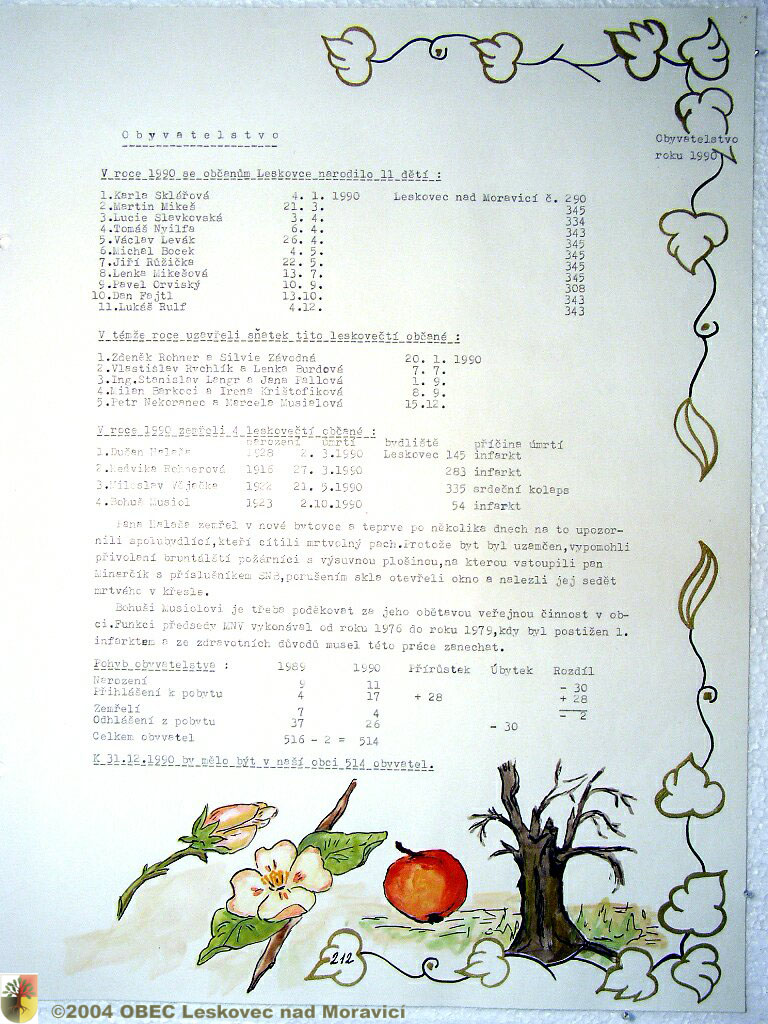 O b y v a t e l s t v o
Obyvatelstvo
roku 1990
V roce 1990 se občanům Leskovce narodilo 11 dětí :
1.Karla Sklářová 4. 1. 1990 Leskovec nad Moravicí č. 290
2.Martin Mikeš 21. 3. 345
3.Lucie Slavkovská 3. 4. 334
4.Tomáš Nyilfa 6. 4. 343
5.Václav Levák 26. 4. 345
6.Michal Bocek 4. 5. 345
7.Jiří Růžička 22. 5. 345
8.Lenka Mikešová 13. 7. 345
9.Pavel Orviský 10. 9. 308
10.Dan Fajtl 13.10. 343
11.Lukáš Rulf 4.12. 343
V témže roce uzavřeli sňatek tito leskovečtí občané :
1.Zdeněk Rohner a Silvie Závodná 20. 1. 1990
2.Vlastislav Rychlík a Lenka Burdová 7. 7.
3.Ing.Stanislav Langr a Jana Pallová 1. 9.
4.Milan Barkoci a Irena Krištofíková 8. 9.
5.Petr Nekoranec a Marcela Musialová 15.12.
V roce 1990 zemřeli 4 leskovečtí občané :
narození úmrtí bydliště příčina úmrtí
1.Dušan Halaša 1928 2. 3.1990 Leskovec 145 infarkt
2.Hedvika Rohnerová 1916 27. 3.1990 283 infarkt
3.Miloslav 1922 21. 5.1990 335 srdeční kolaps
4.Bohuš Musiol 1923 2.10.1990 54 infarkt
Pana Halaša zemřel v nové bytovce a teprve po několika dnech na to upozor-
nili spolubydlící,kteří cítili mrtvolný pach.Protože byt byl uzamčen,vypomohli
přivolaní bruntálští požárníci s výsuvnou plošinou,na kterou vstoupili pan
Minarčík s příslušníkem SNB,porušením skla otevřeli okno a nalezli jej sedět
mrtvého v křesle.
Bohuši Musiolovi je třeba poděkovat za jeho obětavou veřejnou činnost v ob-
ci.Funkci předsedy MNV vykonával od roku 1976 do roku 1979,kdy byl postižen 1.
infarktem a ze zdravotních důvodů musel této práce zanechat.
Pohyb obyvatelstva : 1989 1990 Přírůstek Úbytek Rozdíl
Narození 9 11 - 30
Přihlášení k pobytu 4 17 + 28 + 28
Zemřelí 7 4 - 2
Odhlášení z pobytu 37 26 - 30
Celkem obyvatel 516 - 2 = 514
K 31.12.1990 by mělo být v naší obci 514 obyvatel.
212
©2004 OBEC Leskovec nad Moravicí